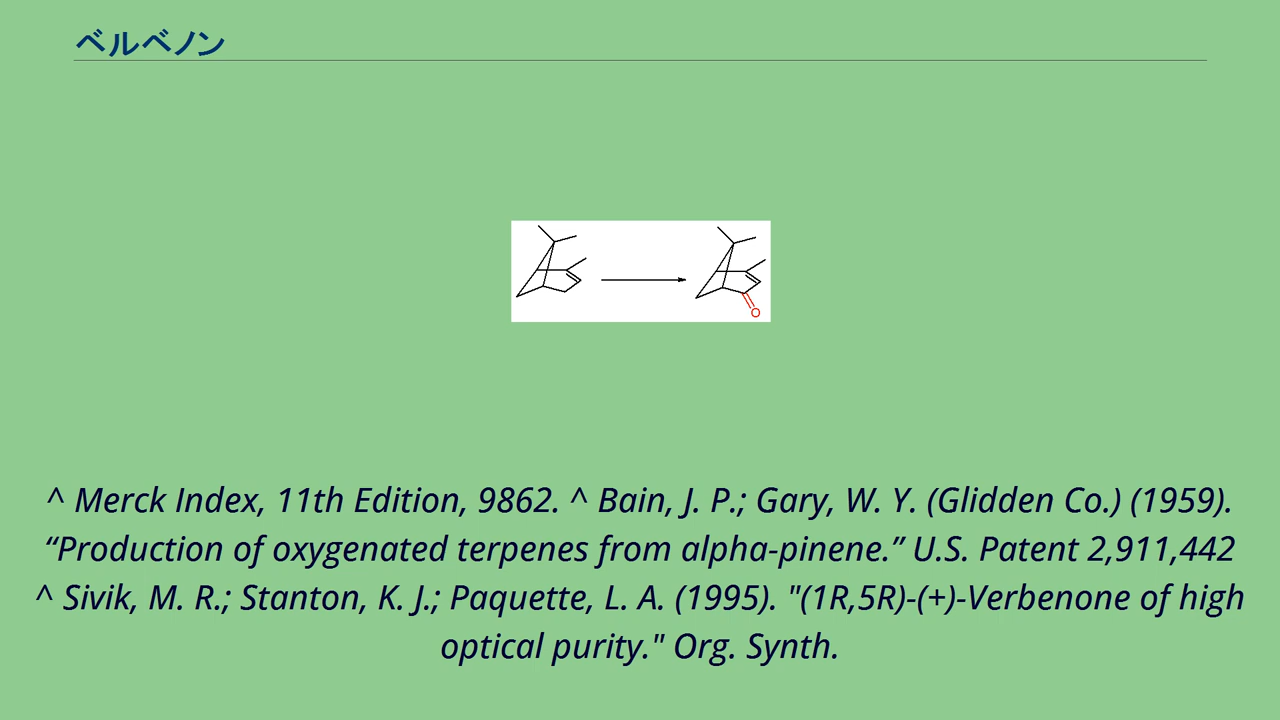 ベルベノン
O
^ Merck Index, 11th Edition, 9862. ^ Bain, J. P.; Gary, W. Y. (Glidden Co.) (1959).
“Production of oxygenated terpenes from alpha-pinene.” U.S. Patent 2,911,442
^ Sivik, M. R.; Stanton, K. J.; Paquette, L. A. (1995). "(1R,5R)-(+)-Verbenone of high
optical purity." Org. Synth.